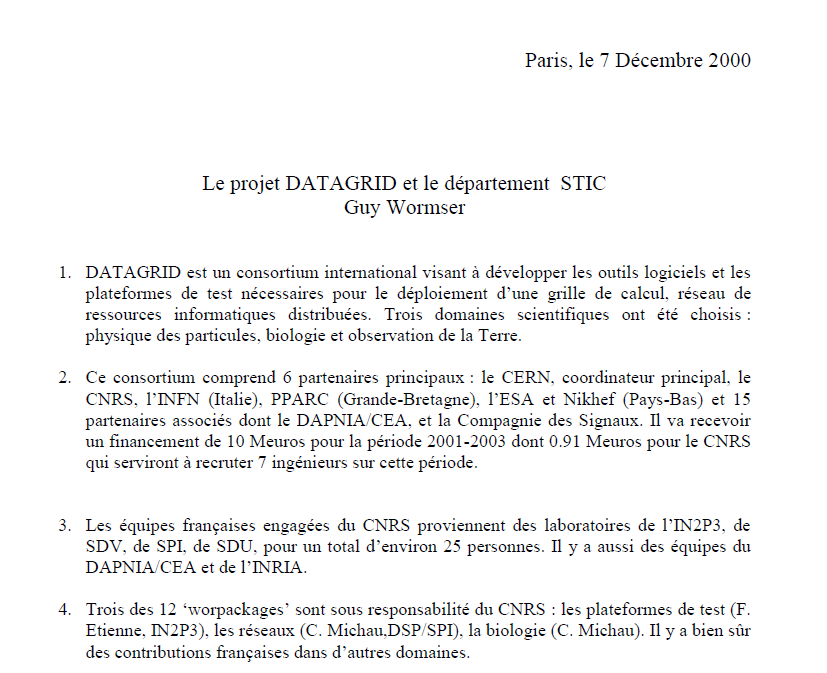 Paris, le 7 Décembre 2000
Le projet DATAGRID et le département STIC
Guy Wormser
1. DATAGRID est un consortium international visant à développer les outils logiciels et les
plateformes de test nécessaires pour le déploiement d’une grille de calcul, réseau de
ressources informatiques distribuées. Trois domaines scientifiques ont été choisis :
physique des particules, biologie et observation de la Terre.
2. Ce consortium comprend 6 partenaires principaux : le CERN, coordinateur principal, le
CNRS, l’INFN (Italie), PPARC (Grande-Bretagne), l’ESA et Nikhef (Pays-Bas) et 15
partenaires associés dont le DAPNIA/CEA, et la Compagnie des Signaux. Il va recevoir
un financement de 10 Meuros pour la période 2001-2003 dont 0.91 Meuros pour le CNRS
qui serviront à recruter 7 ingénieurs sur cette période.
3. Les équipes françaises engagées du CNRS proviennent des laboratoires de l’IN2P3, de
SDV, de SPI, de SDU, pour un total d’environ 25 personnes. Il y a aussi des équipes du
DAPNIA/CEA et de l’INRIA.
4. Trois des 12 ‘worpackages’ sont sous responsabilité du CNRS : les plateformes de test (F.
Etienne, IN2P3), les réseaux (C. Michau,DSP/SPI), la biologie (C. Michau). Il y a bien sûr
des contributions françaises dans d’autres domaines.